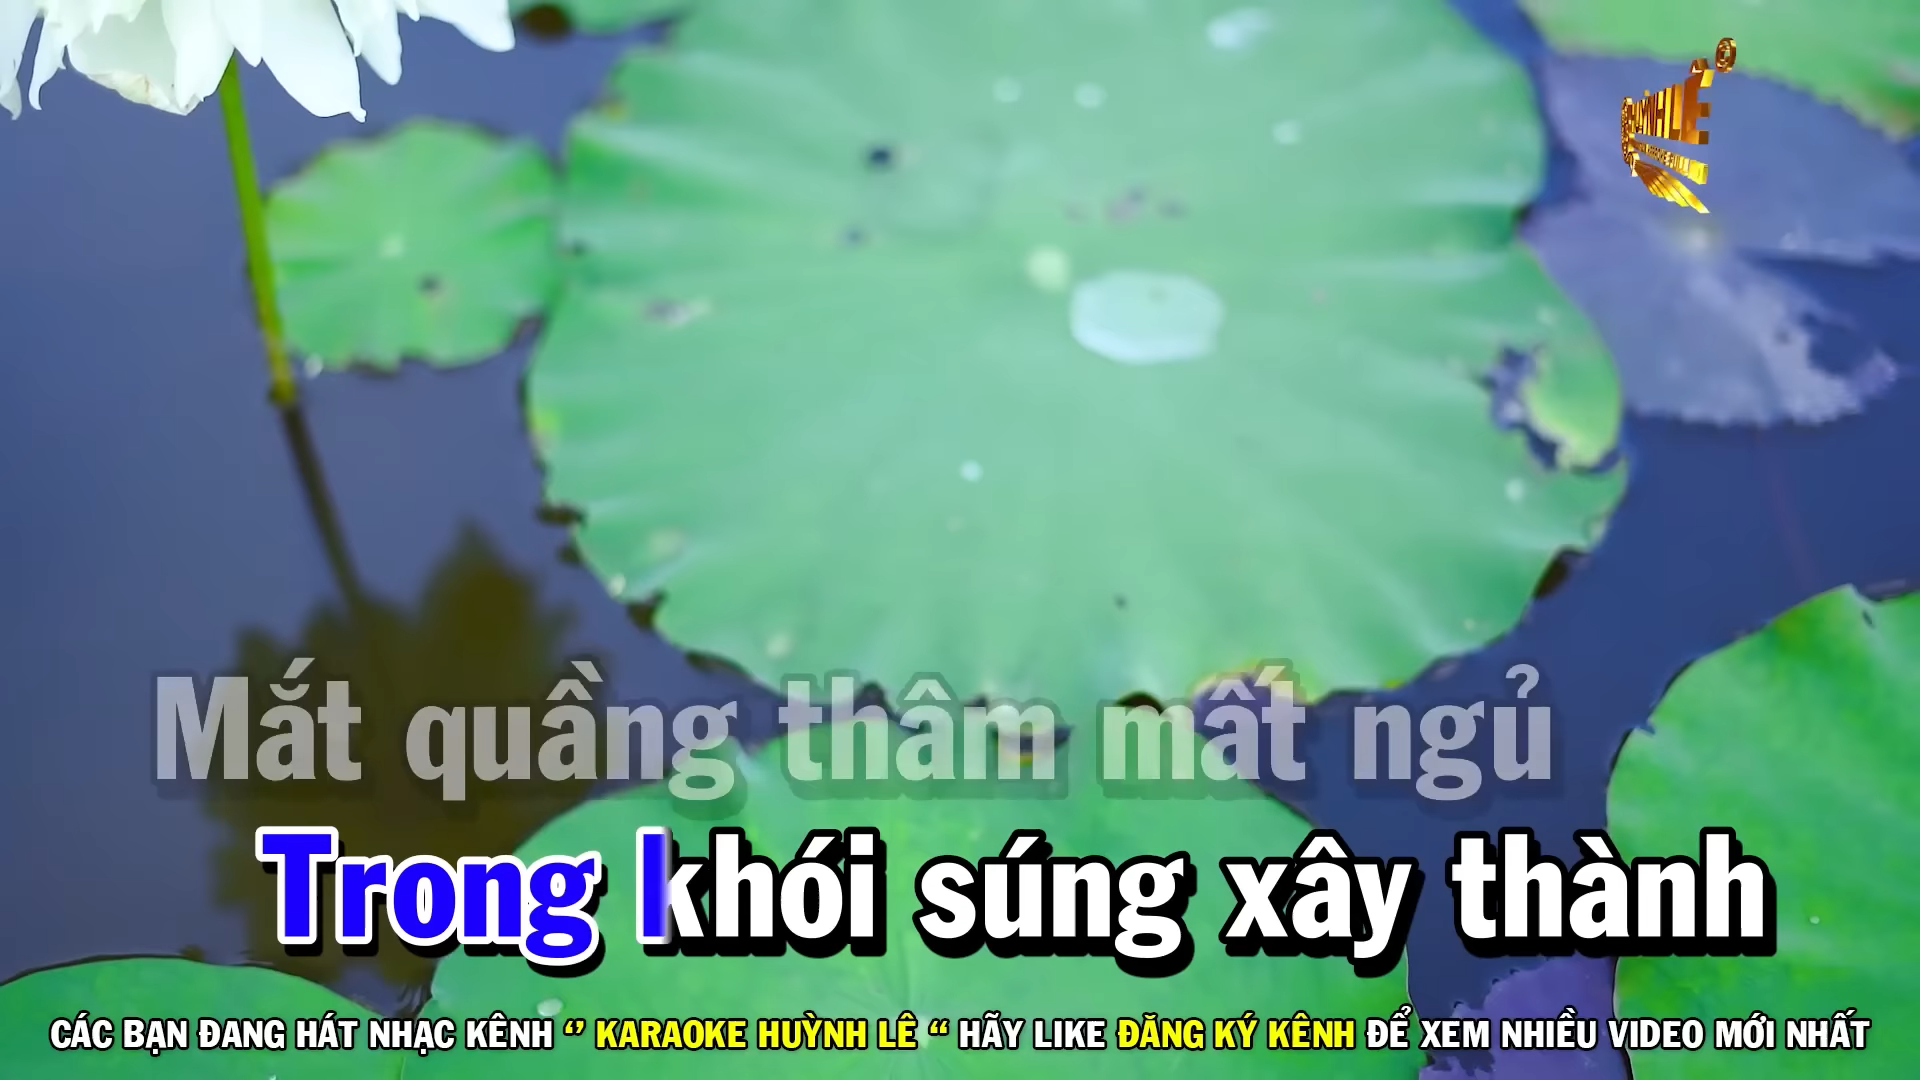 Mắt quầng thâm mất ngủ
Trong khói súng xây thành
CÁC BẠN ĐANG HÁT NHẠC KÊNH “ KARAOKE HUỲNH LÊ “ HÃY LIKE ĐĂNG KÝ KÊNH ĐỂ XEM NHIỀU VIDEO MỚI NHẤT